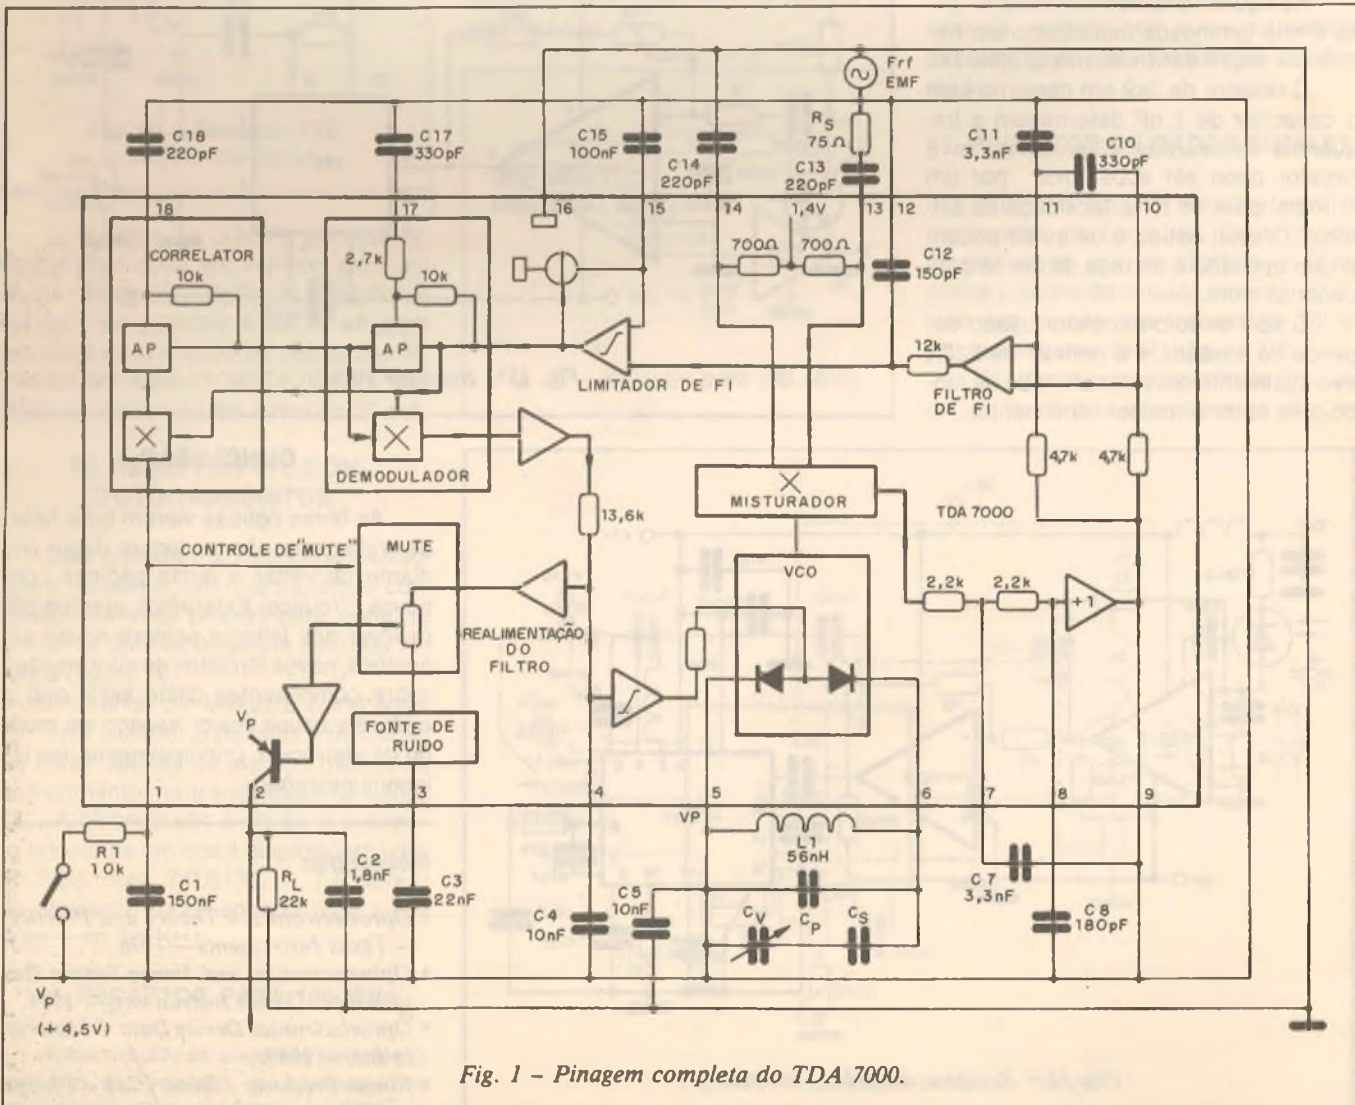 Frf
EMF
RS
75Ω
C18
220pF
C17
330pF
C15
100nF
C14
220pF
C13
220pF
C11
3,3nF
C10
330pF
18
17
16
15
14
1,4V
13
12
11
10
CORRELATOR
10k
2,7k
10k
700Ω
700Ω
C12
150pF
AP
AP
LIMITADOR DE FI
12k
FILTRO
DE FI
DEMODULADOR
MISTURADOR
4,7k
4,7k
TDA 7000
13,6k
CONTROLE DE "MUTE"
MUTE
VCO
2,2k
2,2k
+1
REALIMENTAÇÃO
DO
FILTRO
VP
FONTE DE
RUIDO
1
2
3
4
5
6
7
8
9
VP
L1
56nH
R1
10k
C1
150nF
RL
22k
C2
1,8nF
C3
22nF
C4
10nF
C5
10nF
CV
CP
CS
C7
3,3nF
C8
180pF
VP
(+4,5V)
Fig. 1 – Pinagem completa do TDA 7000.